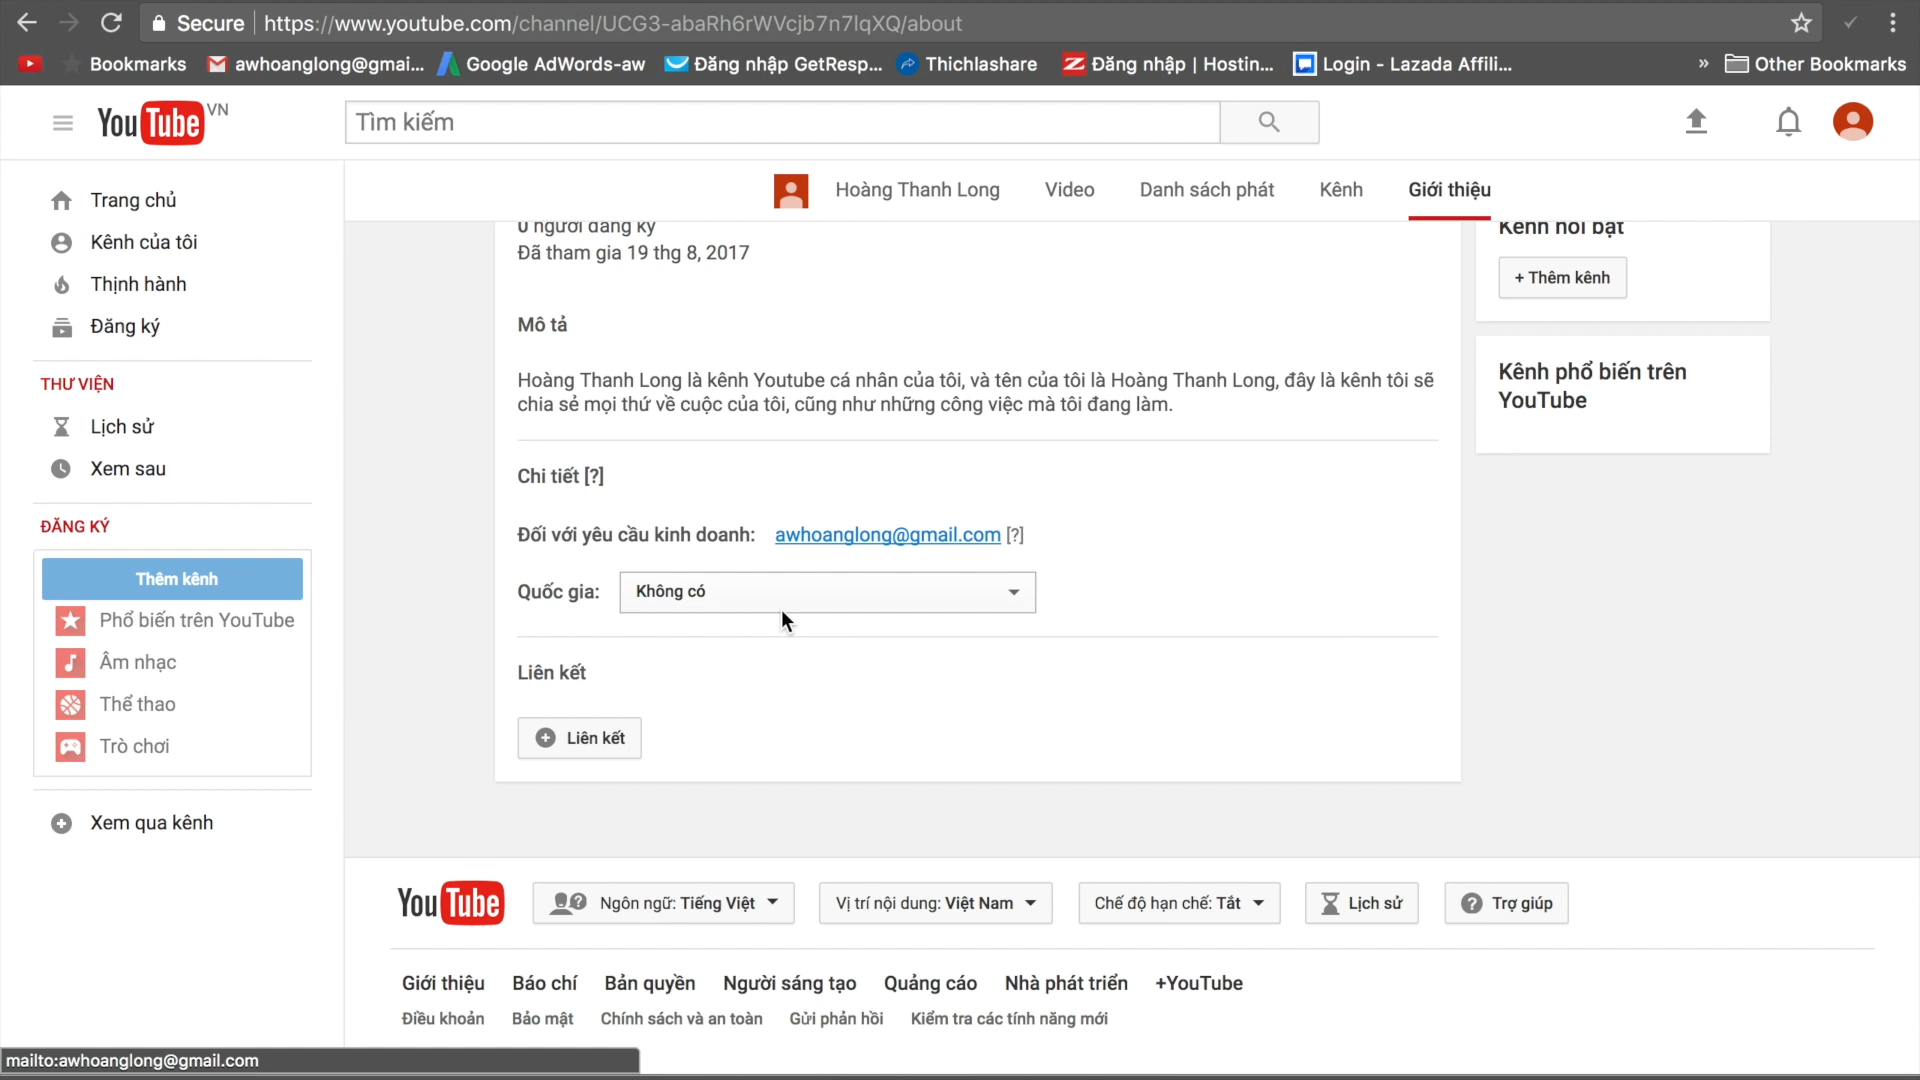 Secure https://www.youtube.com/channel/UCG3-abaRh6rWVcjb7n7lqXQ/about
Bookmarks awhoanglong@gmai... Google AdWords-aw Đăng nhập GetResp... Thichlashare Đăng nhập | Hostin... Login - Lazada Affili... » Other Bookmarks
YouTube VN Tìm kiếm
Hoàng Thanh Long Video Danh sách phát Kênh Giới thiệu
Trang chủ
Kênh của tôi
Thịnh hành
Đăng ký
THƯ VIỆN
Lịch sử
Xem sau
ĐĂNG KÝ
Thêm kênh
Phổ biến trên YouTube
Âm nhạc
Thể thao
Trò chơi
Xem qua kênh
0 người đăng ký
Đã tham gia 19 thg 8, 2017
Mô tả
Hoàng Thanh Long là kênh Youtube cá nhân của tôi, và tên của tôi là Hoàng Thanh Long, đây là kênh tôi sẽ
chia sẻ mọi thứ về cuộc của tôi, cũng như những công việc mà tôi đang làm.
Chi tiết [?]
Đối với yêu cầu kinh doanh: awhoanglong@gmail.com [?]
Quốc gia: Không có
Liên kết
Liên kết
Kênh nổi bật
+ Thêm kênh
Kênh phổ biến trên
YouTube
YouTube Ngôn ngữ: Tiếng Việt Vị trí nội dung: Việt Nam Chế độ hạn chế: Tắt Lịch sử Trợ giúp
Giới thiệu Báo chí Bản quyền Người sáng tạo Quảng cáo Nhà phát triển +YouTube
Điều khoản Bảo mật Chính sách và an toàn Gửi phản hồi Kiểm tra các tính năng mới
mailto:awhoanglong@gmail.com